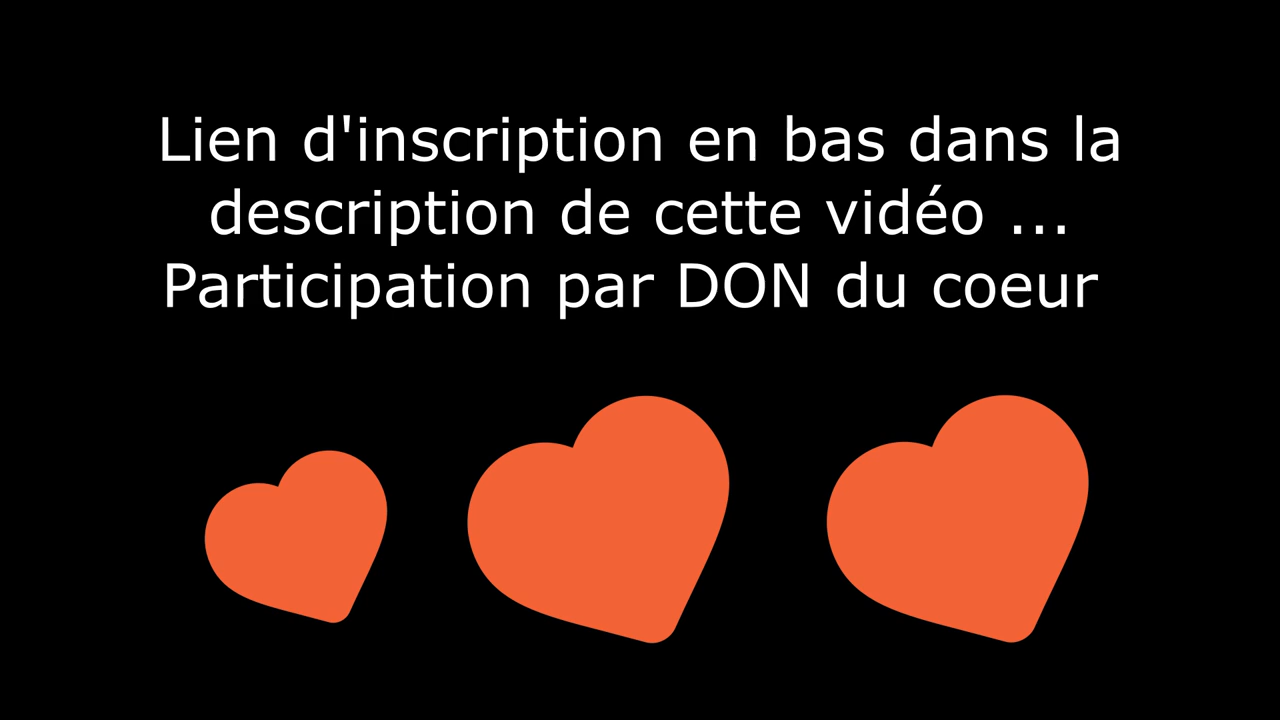 Lien d'inscription en bas dans la
description de cette vidéo ...
Participation par DON du coeur